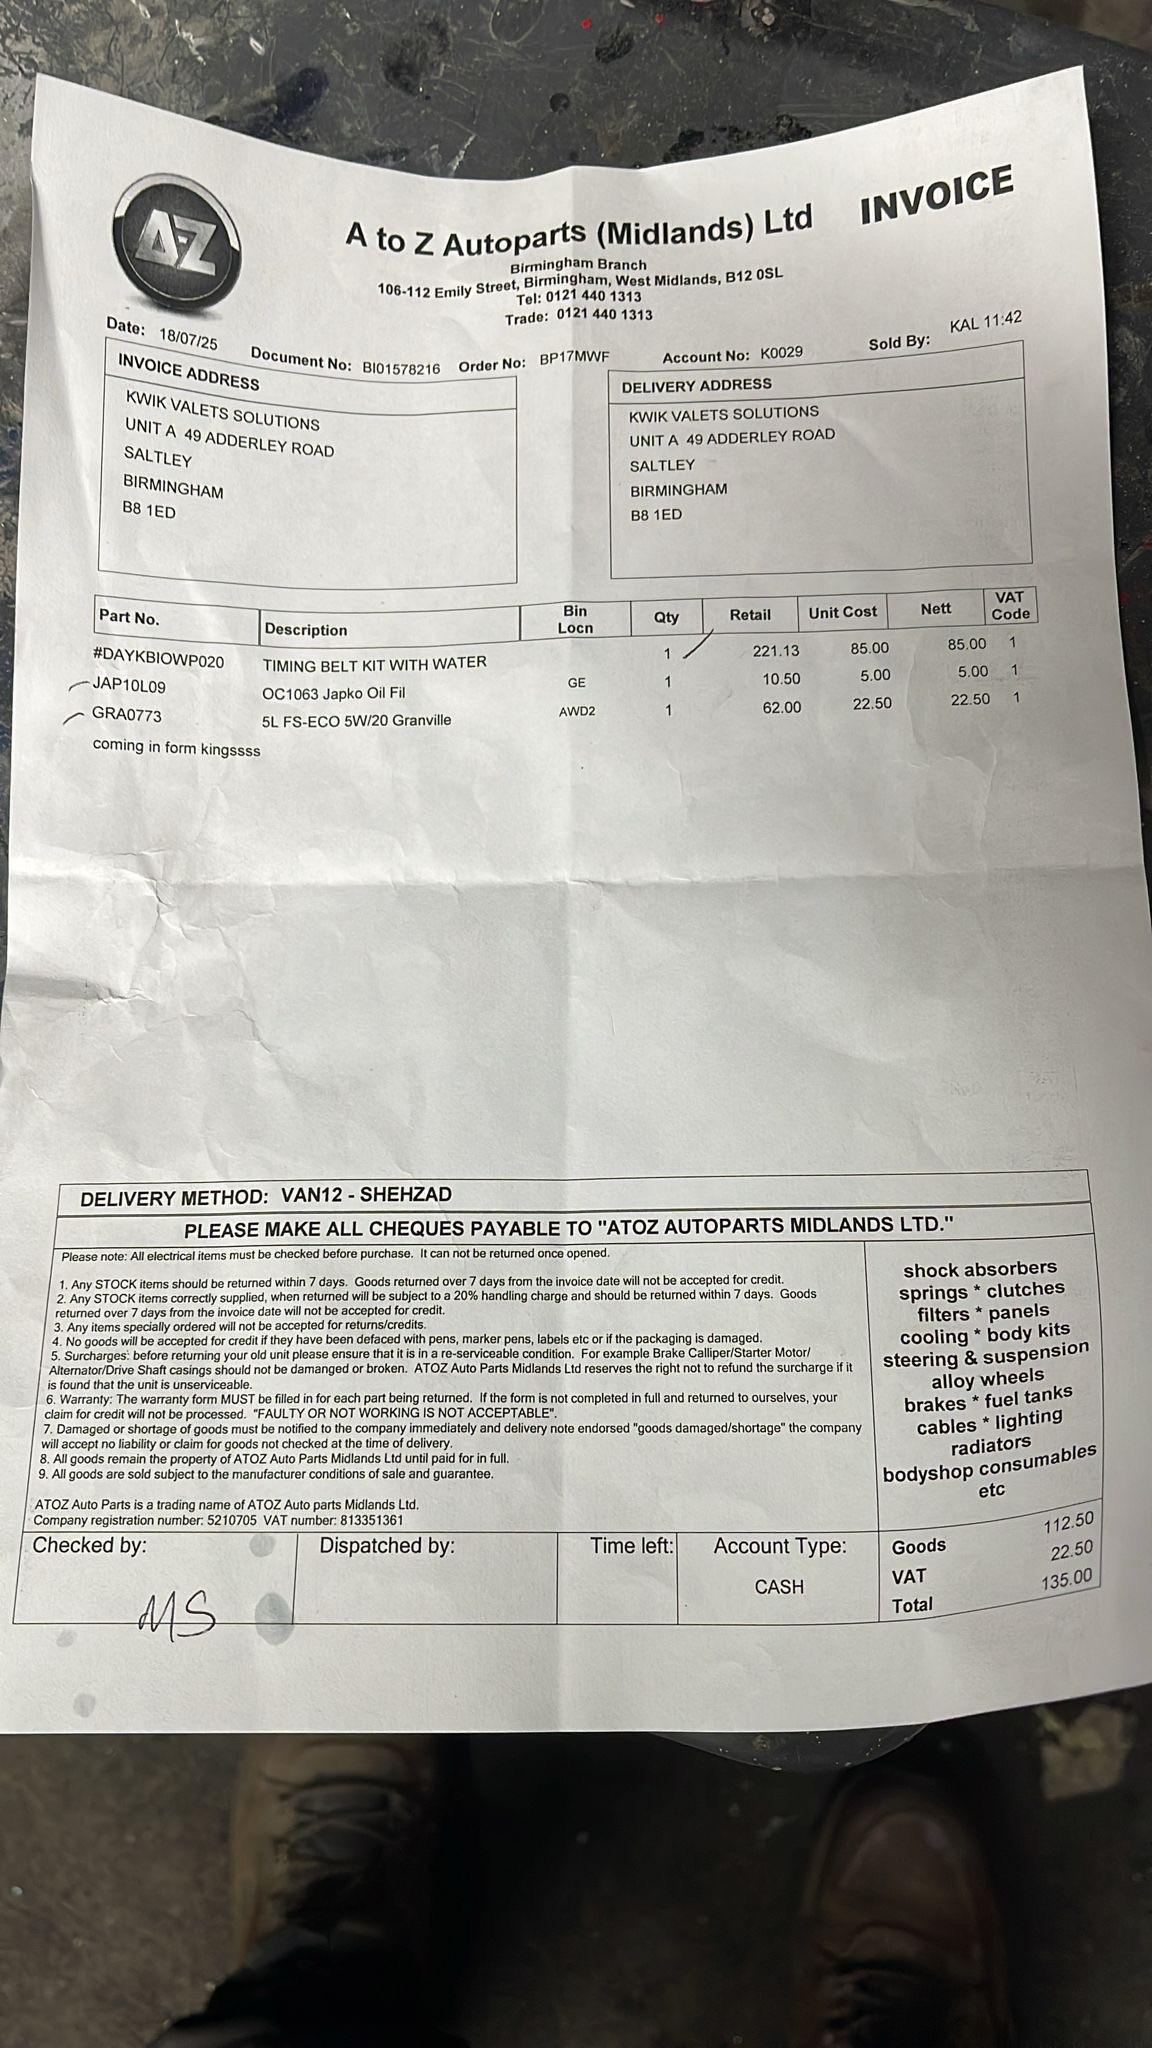 AZ
A to Z Autoparts (Midlands) Ltd INVOICE
Birmingham Branch
106-112 Emily Street, Birmingham, West Midlands, B12 0SL
Tel: 0121 440 1313
Trade: 0121 440 1313
Date: 18/07/25 Document No: BI01578216 Order No: BP17MWF Account No: K0029 Sold By: KAL 11:42
INVOICE ADDRESS
KWIK VALETS SOLUTIONS
UNIT A 49 ADDERLEY ROAD
SALTLEY
BIRMINGHAM
B8 1ED
DELIVERY ADDRESS
KWIK VALETS SOLUTIONS
UNIT A 49 ADDERLEY ROAD
SALTLEY
BIRMINGHAM
B8 1ED
Part No. Description Bin Locn Qty Retail Unit Cost Nett VAT Code
#DAYKBIOWP020 TIMING BELT KIT WITH WATER 1 221.13 85.00 85.00 1
JAP10L09 OC1063 Japko Oil Fil GE 1 10.50 5.00 5.00 1
GRA0773 5L FS-ECO 5W/20 Granville AWD2 1 62.00 22.50 22.50 1
coming in form kingssss
DELIVERY METHOD: VAN12 - SHEHZAD
PLEASE MAKE ALL CHEQUES PAYABLE TO "ATOZ AUTOPARTS MIDLANDS LTD."
Please note: All electrical items must be checked before purchase. It can not be returned once opened.
1. Any STOCK items should be returned within 7 days. Goods returned over 7 days from the invoice date will not be accepted for credit.
2. Any STOCK items correctly supplied, when returned will be subject to a 20% handling charge and should be returned within 7 days. Goods
returned over 7 days from the invoice date will not be accepted for credit.
3. Any items specially ordered will not be accepted for returns/credits.
4. No goods will be accepted for credit if they have been defaced with pens, marker pens, labels etc or if the packaging is damaged.
5. Surcharges: before returning your old unit please ensure that it is in a re-serviceable condition. For example Brake Calliper/Starter Motor/
Alternator/Drive Shaft casings should not be damanged or broken. ATOZ Auto Parts Midlands Ltd reserves the right not to refund the surcharge if it
is found that the unit is unserviceable.
6. Warranty: The warranty form MUST be filled in for each part being returned. If the form is not completed in full and returned to ourselves, your
claim for credit will not be processed. "FAULTY OR NOT WORKING IS NOT ACCEPTABLE".
7. Damaged or shortage of goods must be notified to the company immediately and delivery note endorsed "goods damaged/shortage" the company
will accept no liability or claim for goods not checked at the time of delivery.
8. All goods remain the property of ATOZ Auto Parts Midlands Ltd until paid for in full.
9. All goods are sold subject to the manufacturer conditions of sale and guarantee.
ATOZ Auto Parts is a trading name of ATOZ Auto parts Midlands Ltd.
Company registration number: 5210705 VAT number: 813351361
shock absorbers
springs * clutches
filters * panels
cooling * body kits
steering & suspension
alloy wheels
brakes * fuel tanks
cables * lighting
radiators
bodyshop consumables
etc
Checked by: Dispatched by: Time left: Account Type:
MS CASH
Goods 112.50
VAT 22.50
Total 135.00